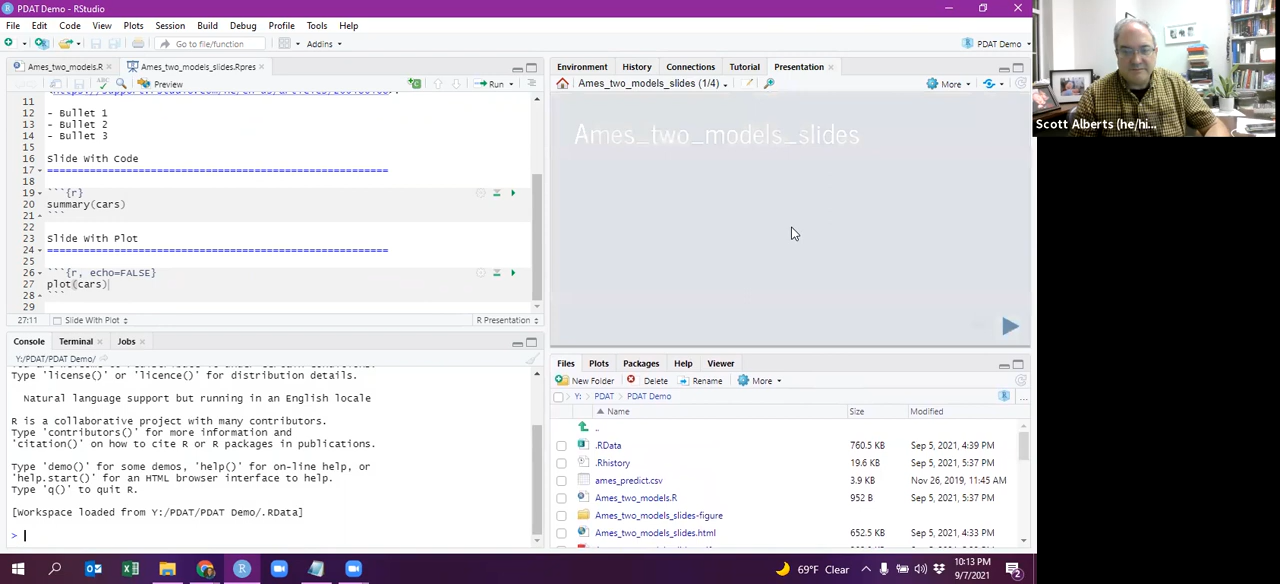 PDAT Demo - RStudio
File Edit Code View Plots Session Build Debug Profile Tools Help
Go to file/function Addins PDAT Demo
Ames_two_models.R Ames_two_models_slides.Rpres
Preview Run
11
12 - Bullet 1
13 - Bullet 2
14 - Bullet 3
15
16 Slide With Code
17 ================================================================
18
19 ```{r}
20 summary(cars)
21 ```
22
23 Slide With Plot
24 ================================================================
25
26 ```{r, echo=FALSE}
27 plot(cars)
28 ```
29
27:11 Slide With Plot R Presentation
Console Terminal Jobs
Y:/PDAT/PDAT Demo/
Type 'license()' or 'licence()' for distribution details.
Natural language support but running in an English locale
R is a collaborative project with many contributors.
Type 'contributors()' for more information and
'citation()' on how to cite R or R packages in publications.
Type 'demo()' for some demos, 'help()' for on-line help, or
'help.start()' for an HTML browser interface to help.
Type 'q()' to quit R.
[Workspace loaded from Y:/PDAT/PDAT Demo/.RData]
>
Environment History Connections Tutorial Presentation
Ames_two_models_slides (1/4) More
Ames_two_models_slides
Files Plots Packages Help Viewer
New Folder Delete Rename More
Y: PDAT PDAT Demo
Name Size Modified
..
.RData 760.5 KB Sep 5, 2021, 4:39 PM
.Rhistory 19.6 KB Sep 5, 2021, 5:37 PM
ames_predict.csv 3.9 KB Nov 26, 2019, 11:45 AM
Ames_two_models.R 952 B Sep 5, 2021, 5:37 PM
Ames_two_models_slides-figure
Ames_two_models_slides.html 652.5 KB Sep 5, 2021, 4:33 PM
Scott Alberts (he/hi...
69°F Clear 10:13 PM
9/7/2021
2